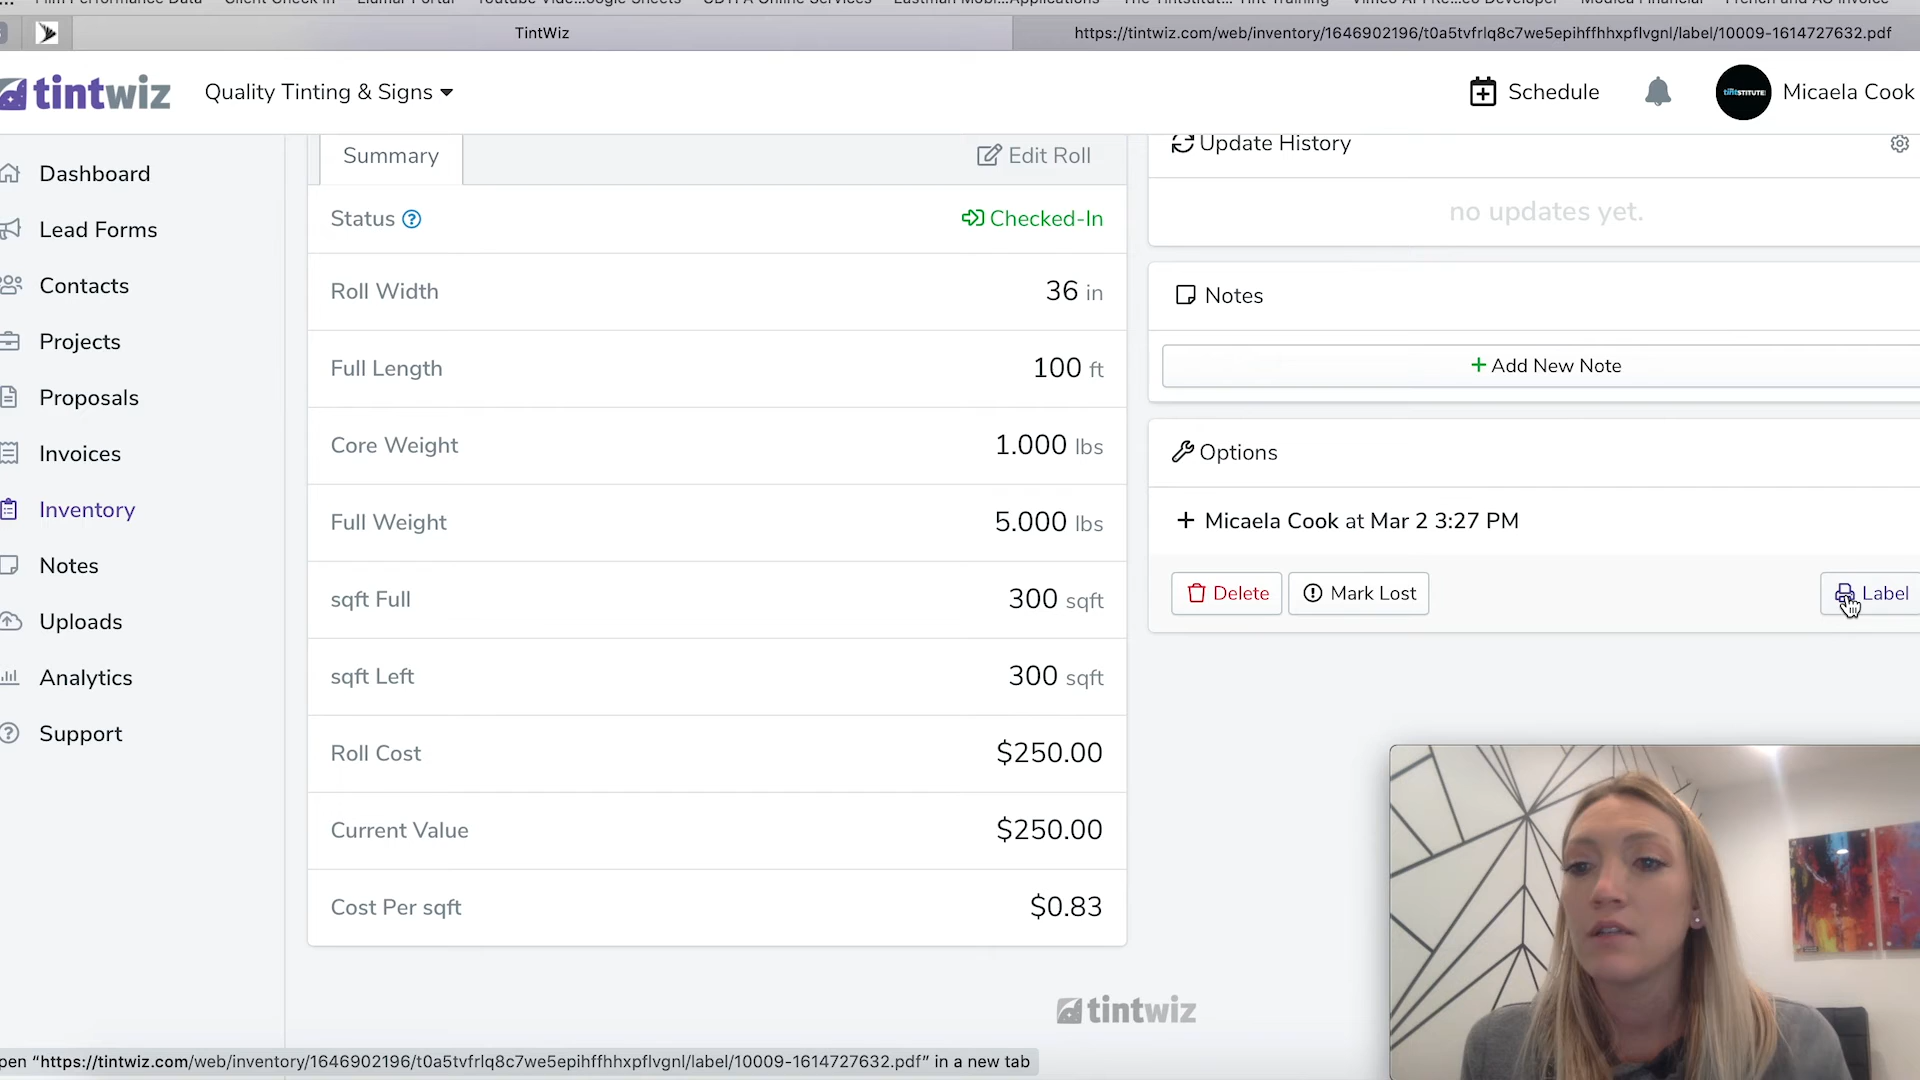 TintWiz
https://tintwiz.com/web/inventory/1646902196/t0a5tvfrlq8c7we5epihffhhxpflvgnl/label/10009-1614727632.pdf
tintwiz
Quality Tinting & Signs
Schedule
Micaela Cook
Dashboard
Lead Forms
Contacts
Projects
Proposals
Invoices
Inventory
Notes
Uploads
Analytics
Support
Summary
Edit Roll
Status
Checked-In
Roll Width
36 in
Full Length
100 ft
Core Weight
1.000 lbs
Full Weight
5.000 lbs
sqft Full
300 sqft
sqft Left
300 sqft
Roll Cost
$250.00
Current Value
$250.00
Cost Per sqft
$0.83
Update History
no updates yet.
Notes
+ Add New Note
Options
+ Micaela Cook at Mar 2 3:27 PM
Delete
Mark Lost
Label
tintwiz
pen “https://tintwiz.com/web/inventory/1646902196/t0a5tvfrlq8c7we5epihffhhxpflvgnl/label/10009-1614727632.pdf” in a new tab